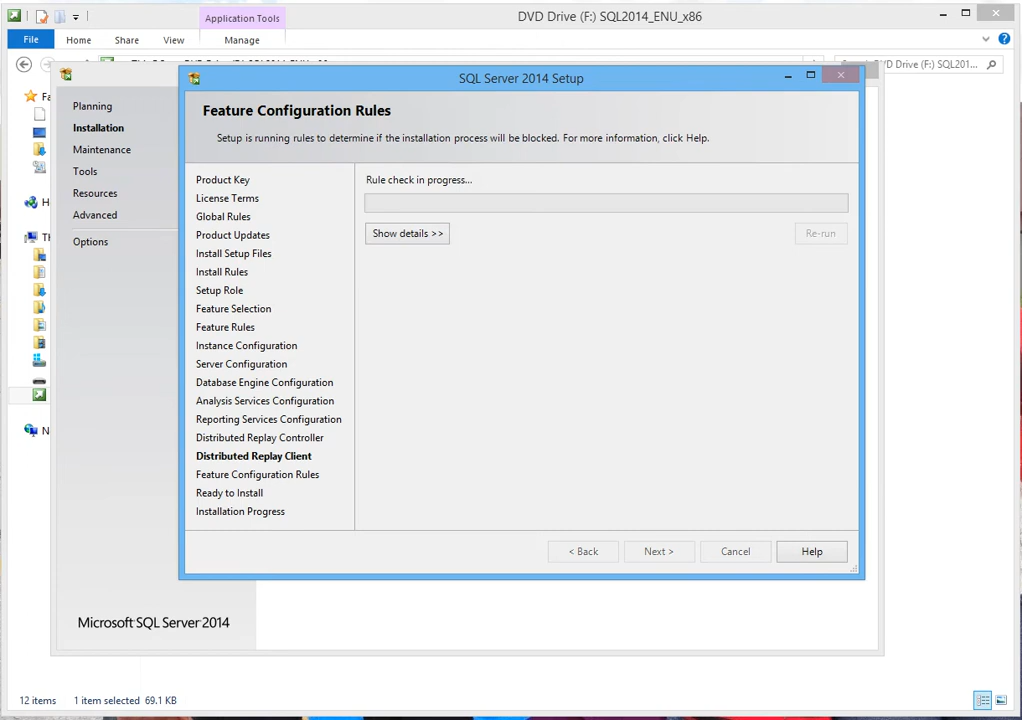 Application Tools
DVD Drive (F:) SQL2014_ENU_x86
File
Home
Share
View
Manage
DVD Drive (F:) SQL201...
Fa
H
Th
N
Planning
Installation
Maintenance
Tools
Resources
Advanced
Options
Microsoft SQL Server 2014
SQL Server 2014 Setup
Feature Configuration Rules
Setup is running rules to determine if the installation process will be blocked. For more information, click Help.
Product Key
License Terms
Global Rules
Product Updates
Install Setup Files
Install Rules
Setup Role
Feature Selection
Feature Rules
Instance Configuration
Server Configuration
Database Engine Configuration
Analysis Services Configuration
Reporting Services Configuration
Distributed Replay Controller
Distributed Replay Client
Feature Configuration Rules
Ready to Install
Installation Progress
Rule check in progress...
Show details >>
Re-run
< Back
Next >
Cancel
Help
12 items
1 item selected 69.1 KB